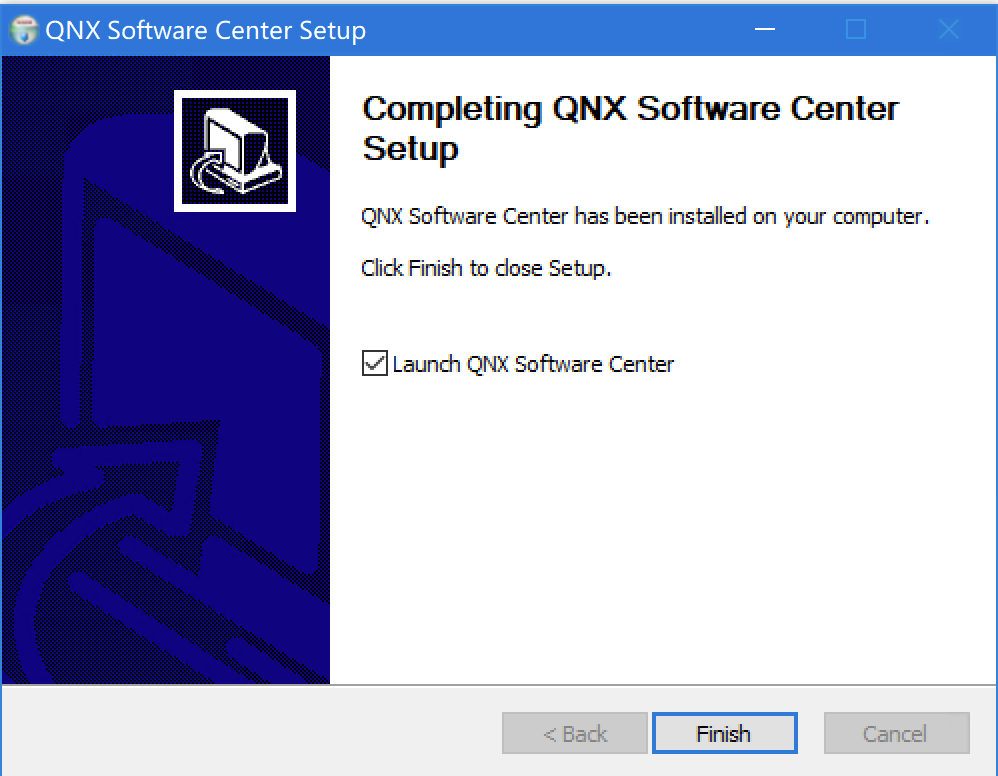 QNX Software Center Setup
Completing QNX Software Center
Setup
QNX Software Center has been installed on your computer.
Click Finish to close Setup.
Launch QNX Software Center
< Back
Finish
Cancel